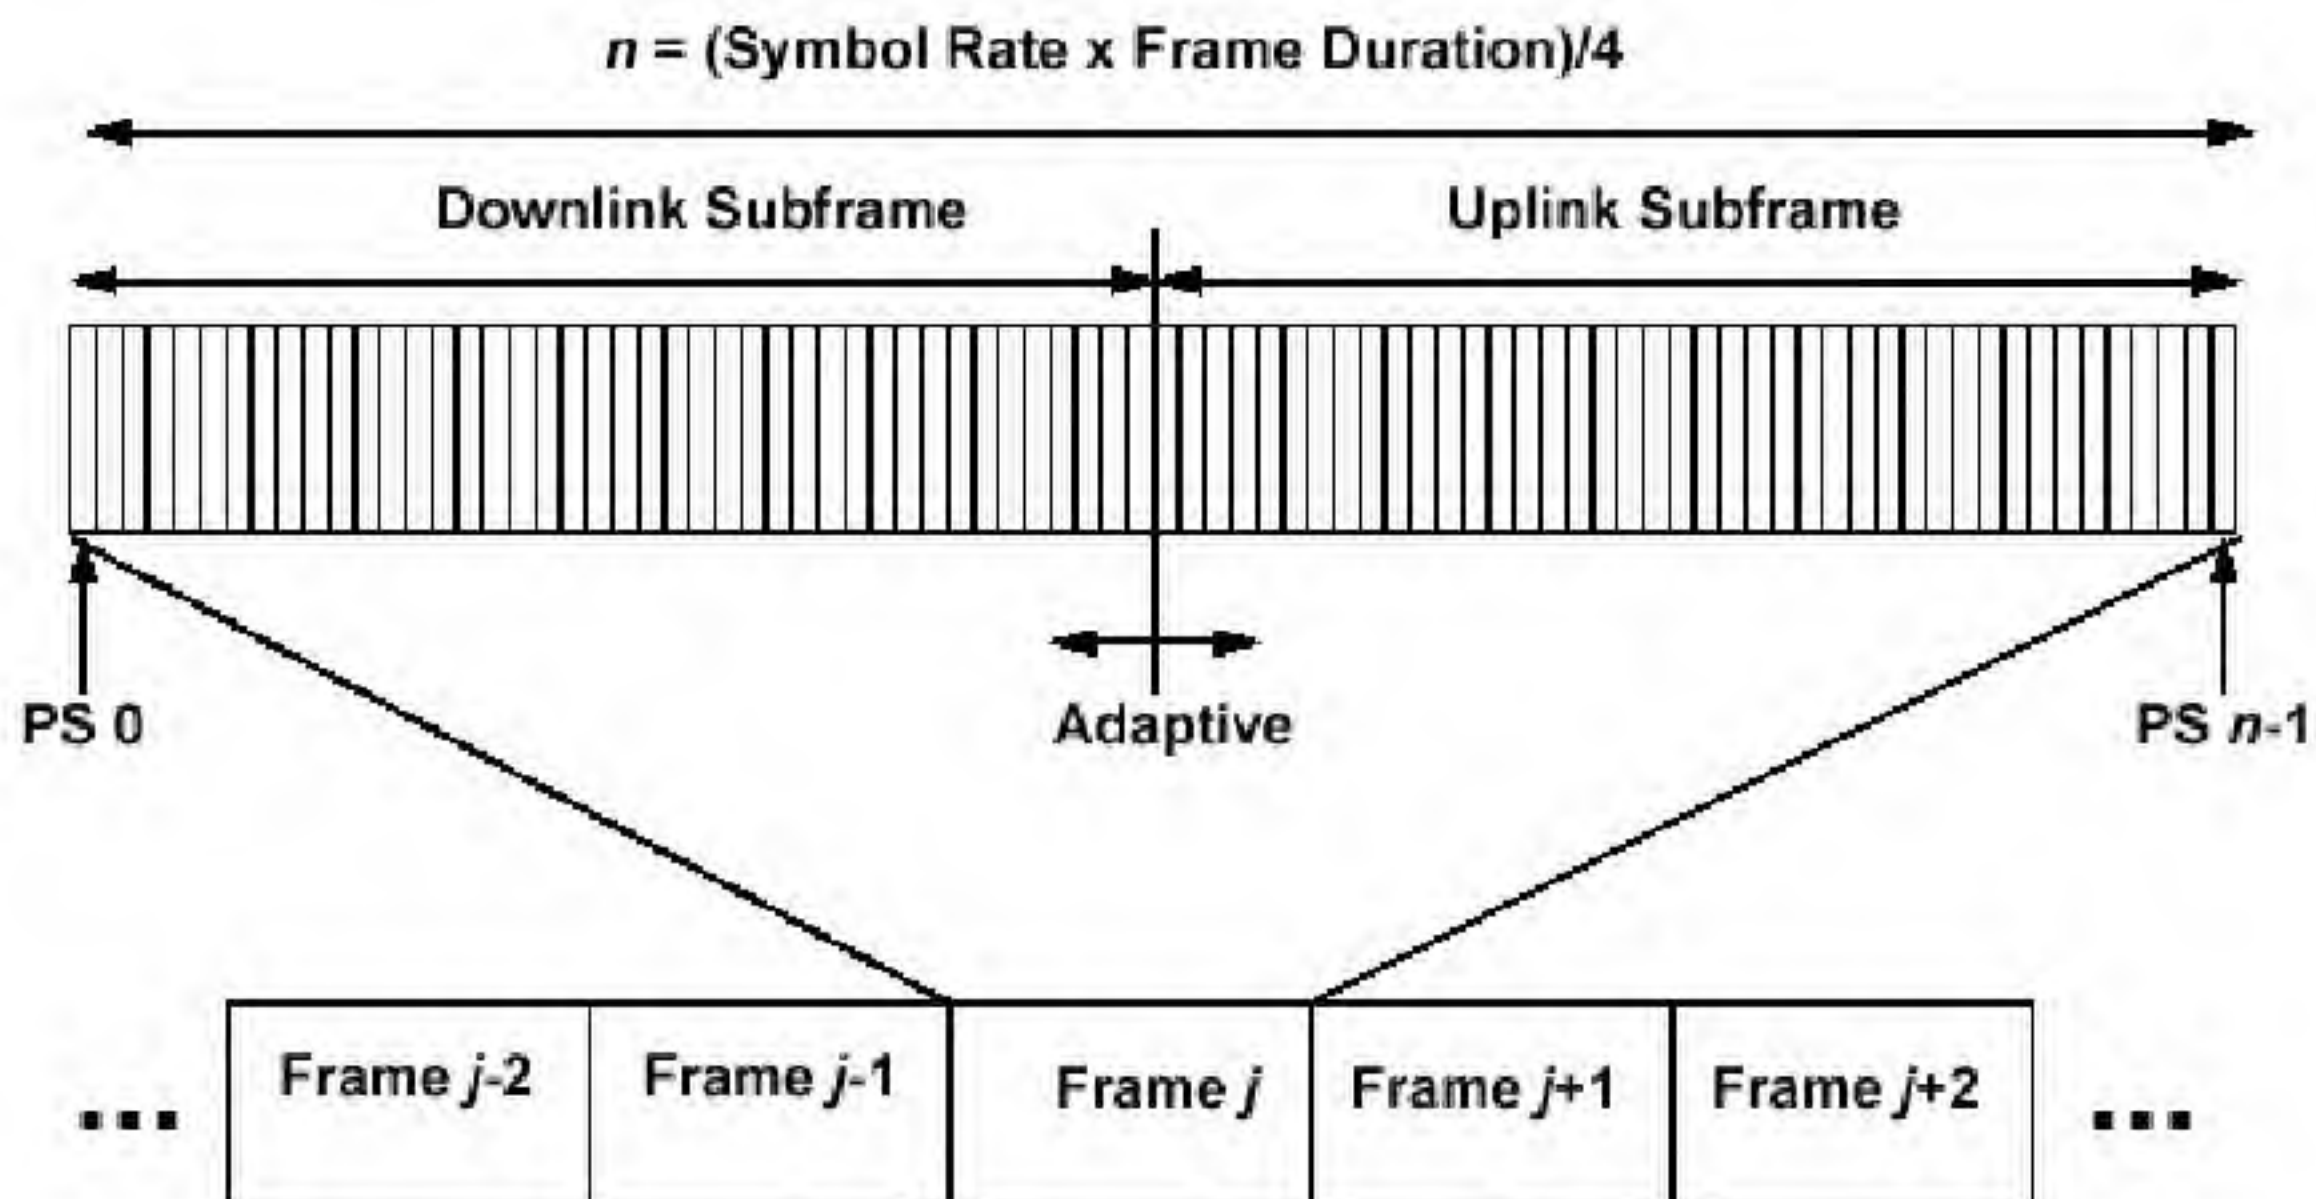 n = (Symbol Rate x Frame Duration)/4
Downlink Subframe Uplink Subframe
PS 0 Adaptive PS n-1
Frame j-2 Frame j-1 Frame j Frame j+1 Frame j+2